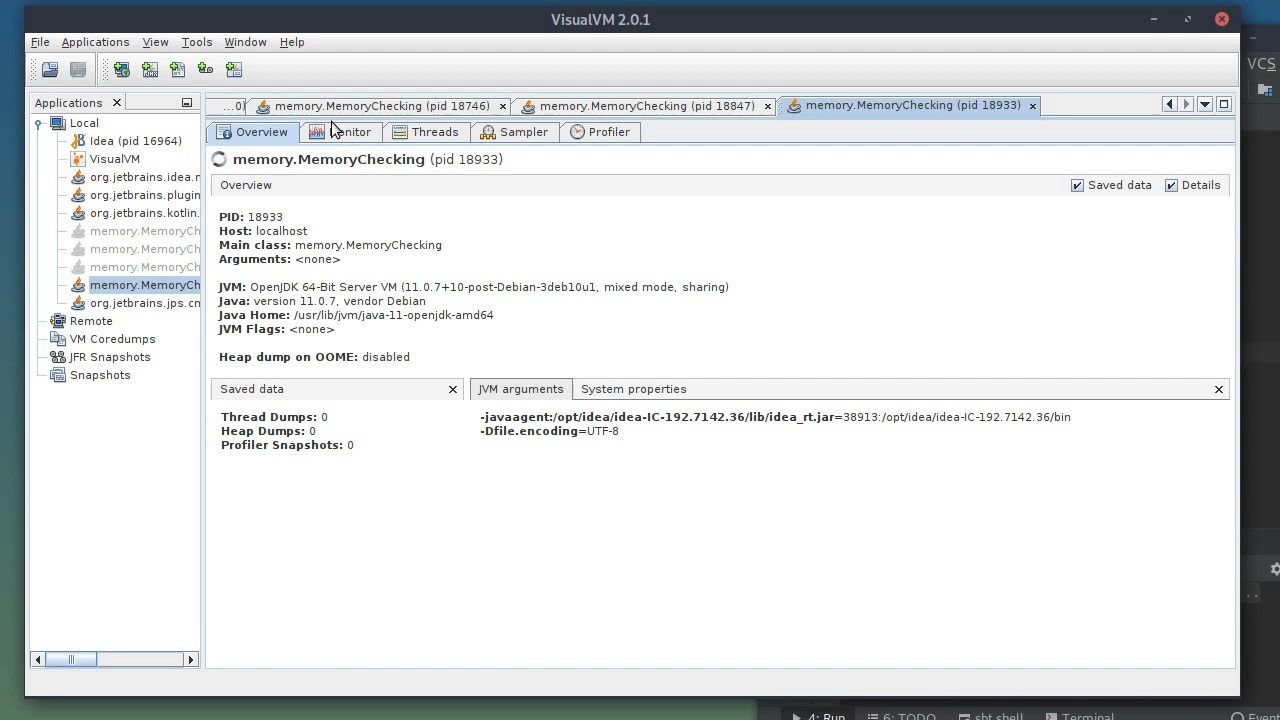 VisualVM 2.0.1
VCS
File Applications View Tools Window Help
Applications
...0)
memory.MemoryChecking (pid 18746)
memory.MemoryChecking (pid 18847)
memory.MemoryChecking (pid 18933)
Local
Idea (pid 16964)
VisualVM
org.jetbrains.idea.r
org.jetbrains.plugin
org.jetbrains.kotlin.
memory.MemoryCh
memory.MemoryCh
memory.MemoryCh
memory.MemoryCh
org.jetbrains.jps.cm
Remote
VM Coredumps
JFR Snapshots
Snapshots
Overview
nitor
Threads
Sampler
Profiler
memory.MemoryChecking (pid 18933)
Overview
Saved data
Details
PID: 18933
Host: localhost
Main class: memory.MemoryChecking
Arguments: <none>
JVM: OpenJDK 64-Bit Server VM (11.0.7+10-post-Debian-3deb10u1, mixed mode, sharing)
Java: version 11.0.7, vendor Debian
Java Home: /usr/lib/jvm/java-11-openjdk-amd64
JVM Flags: <none>
Heap dump on OOME: disabled
Saved data
Thread Dumps: 0
Heap Dumps: 0
Profiler Snapshots: 0
JVM arguments
System properties
-javaagent:/opt/idea/idea-IC-192.7142.36/lib/idea_rt.jar=38913:/opt/idea/idea-IC-192.7142.36/bin
-Dfile.encoding=UTF-8
4: Run
6: TODO
sbt shell
Terminal
Event